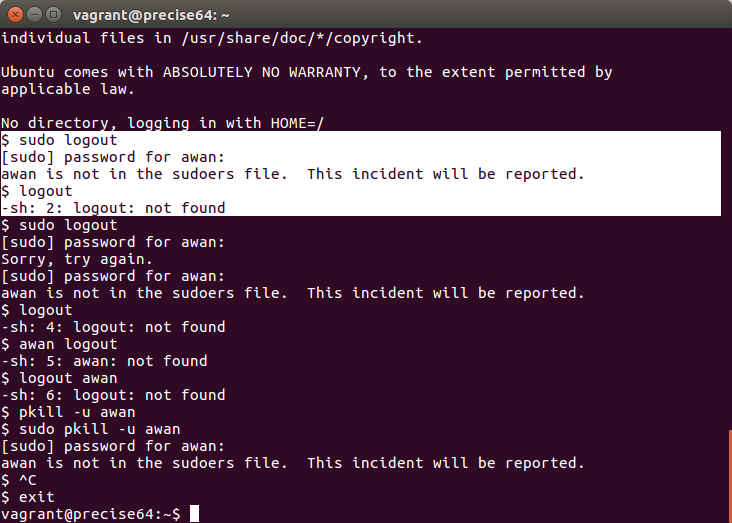 vagrant@precise64: ~
individual files in /usr/share/doc/*/copyright.
Ubuntu comes with ABSOLUTELY NO WARRANTY, to the extent permitted by
applicable law.
No directory, logging in with HOME=/
$ sudo logout
[sudo] password for awan:
awan is not in the sudoers file.  This incident will be reported.
$ logout
-sh: 2: logout: not found
$ sudo logout
[sudo] password for awan:
Sorry, try again.
[sudo] password for awan:
awan is not in the sudoers file.  This incident will be reported.
$ logout
-sh: 4: logout: not found
$ awan logout
-sh: 5: awan: not found
$ logout awan
-sh: 6: logout: not found
$ pkill -u awan
$ sudo pkill -u awan
[sudo] password for awan:
awan is not in the sudoers file.  This incident will be reported.
$ ^C
$ exit
vagrant@precise64:~$